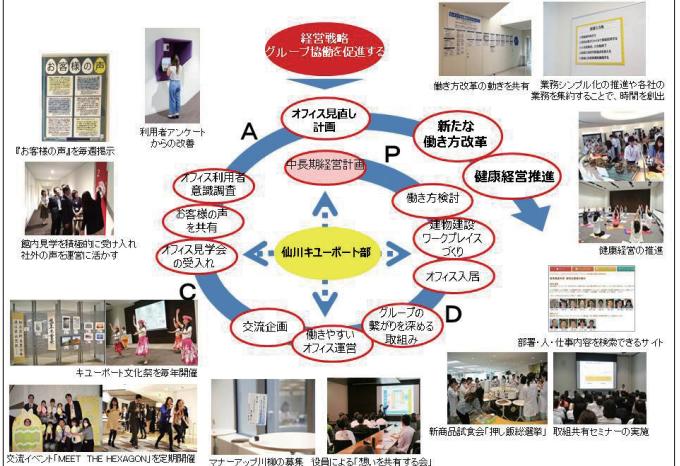 経営戦略
グループ協働を促進する
お客様の声
『お客様の声』を毎週掲示
利用者アンケート
からの改善
働き方改革の動きを共有
業務シンプル化の推進や各社の
業務を集約することで、時間を創出
A
オフィス見直し
計画
新たな
働き方改革
P
中長期経営計画
健康経営推進
オフィス利用者
意識調査
働き方検討
お客様の声
を共有
建物建設
ワークプレイス
づくり
館内見学を積極的に受け入れ
社外の声を運営に活かす
オフィス見学会
の受入れ
仙川キユーポート部
健康経営の推進
オフィス入居
C
D
交流企画
働きやすい
オフィス運営
グループの
繋がりを深める
取組み
部署・人・仕事内容を検索できるサイト
キユーポート文化祭を毎年開催
新商品試食会「押し飯総選挙」
取組共有セミナーの実施
交流イベント「MEET THE HEXAGON」を定期開催
マナーアップ川柳の募集
役員による「想いを共有する会」